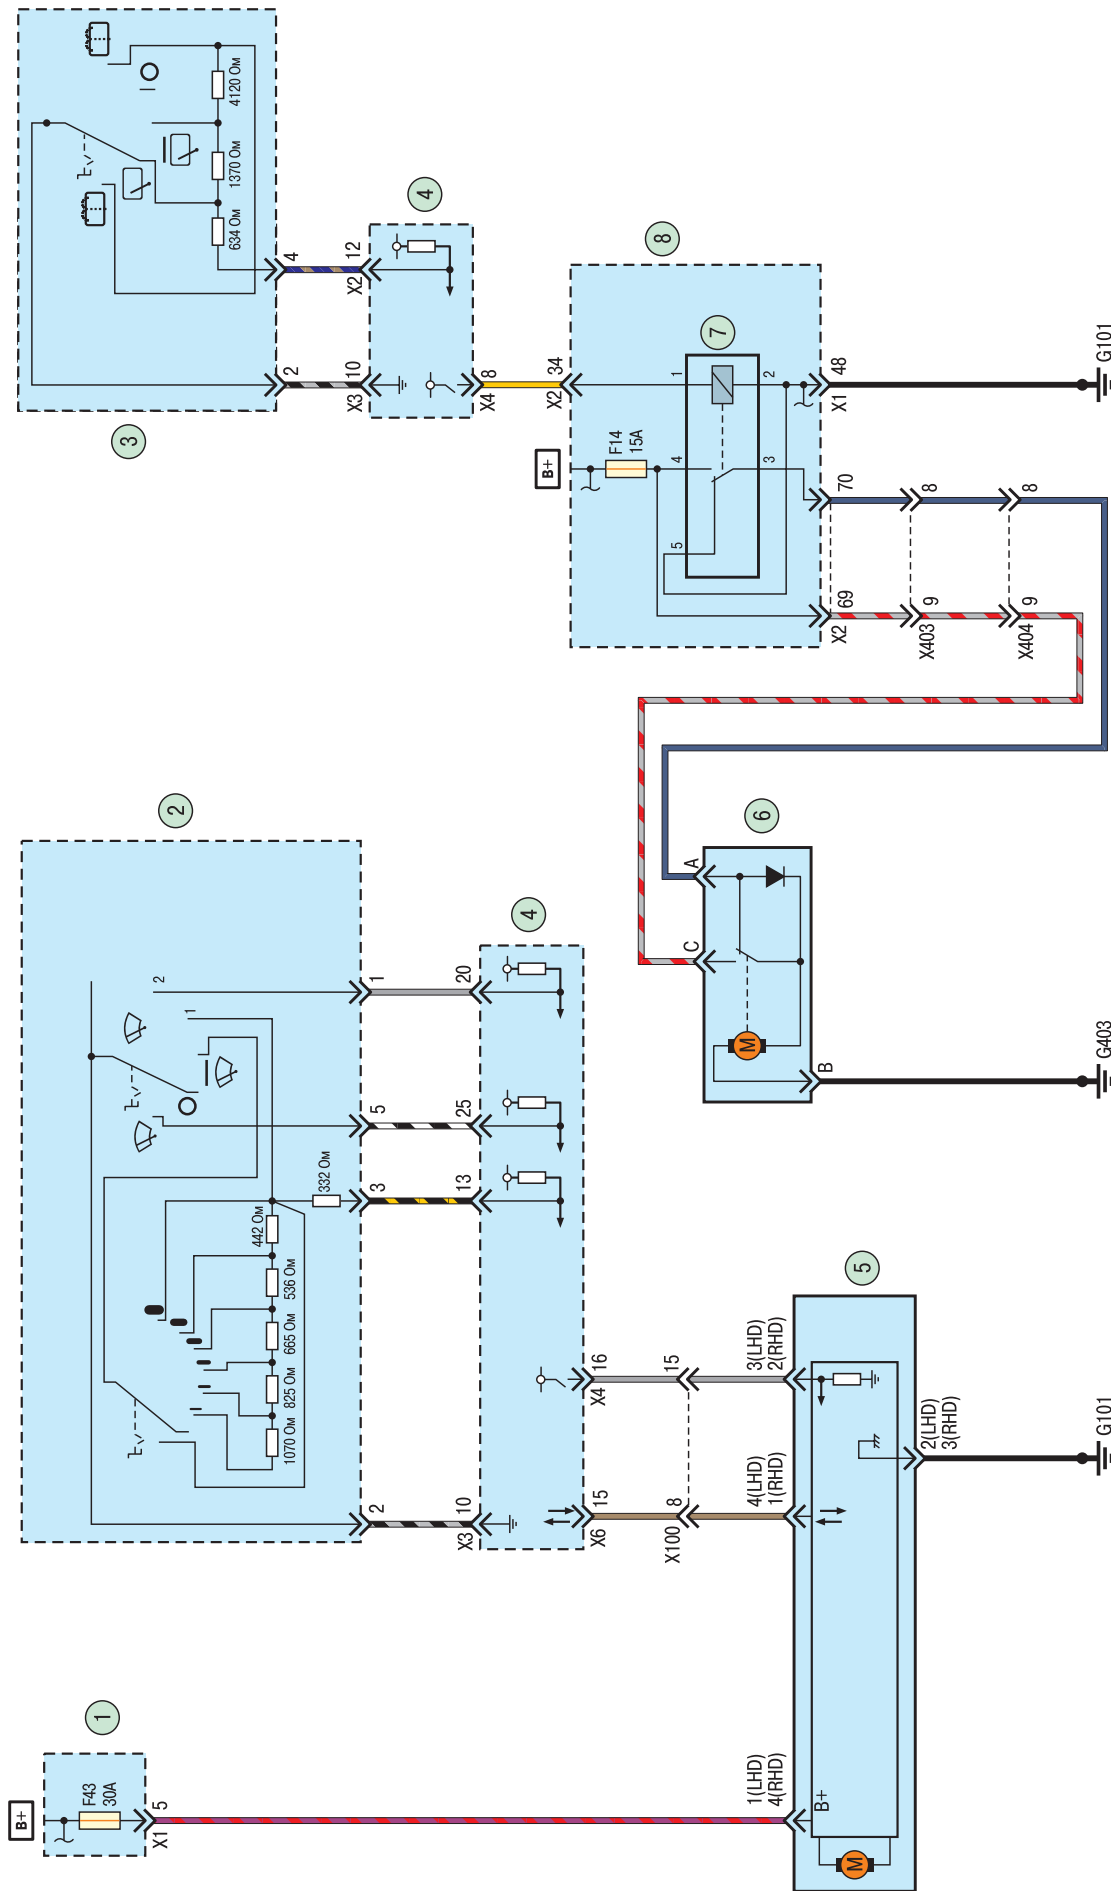 B+
F43
30A
X1
5
1
2
2
1
1070 Ом
825 Ом
665 Ом
536 Ом
442 Ом
332 Ом
2
3
5
1
X3
10
13
25
20
4
X6
15
X4
16
X100
8
15
1(LHD)
4(RHD)
4(LHD)
1(RHD)
3(LHD)
2(RHD)
5
B+
M
2(LHD)
3(RHD)
G101
634 Ом
1370 Ом
4120 Ом
3
2
4
X3
10
X2
12
4
X4
8
X2
34
8
B+
F14
15A
7
1
2
4
3
5
X2
69
70
X1
48
G101
X403
9
8
X404
9
8
6
C
A
M
B
G403